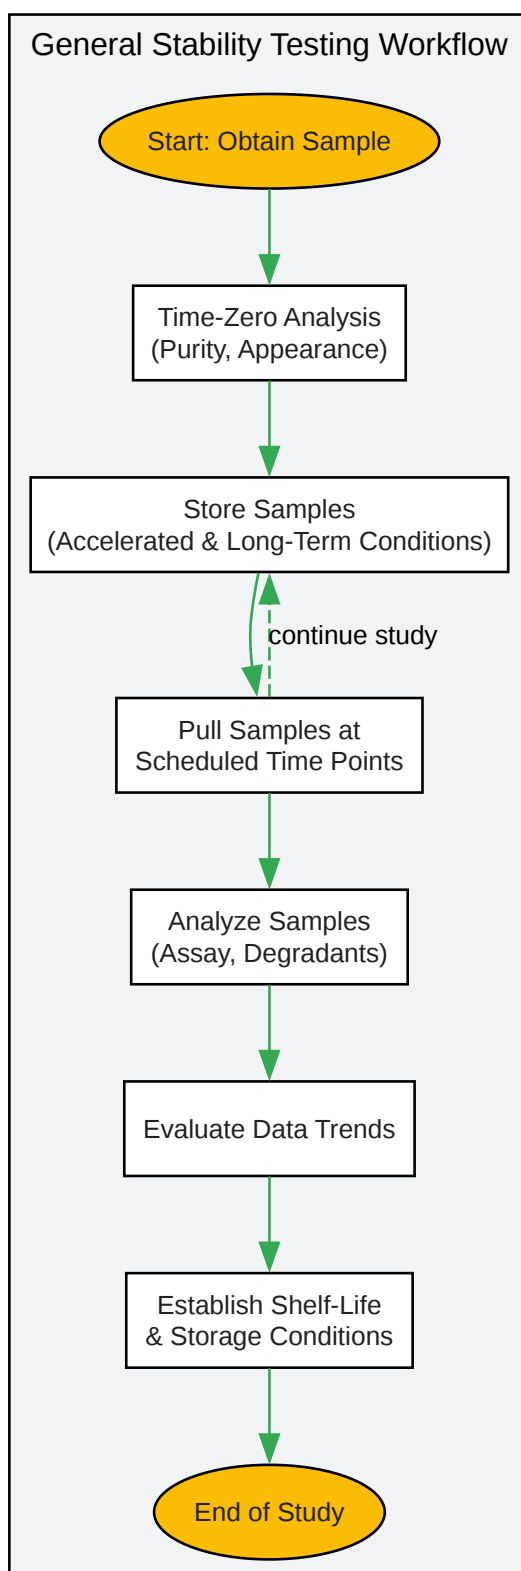 General Stability Testing Workflow
Start: Obtain Sample
Time-Zero Analysis
(Purity, Appearance)
Store Samples
(Accelerated & Long-Term Conditions)
continue study
Pull Samples at
Scheduled Time Points
Analyze Samples
(Assay, Degradants)
Evaluate Data Trends
Establish Shelf-Life
& Storage Conditions
End of Study